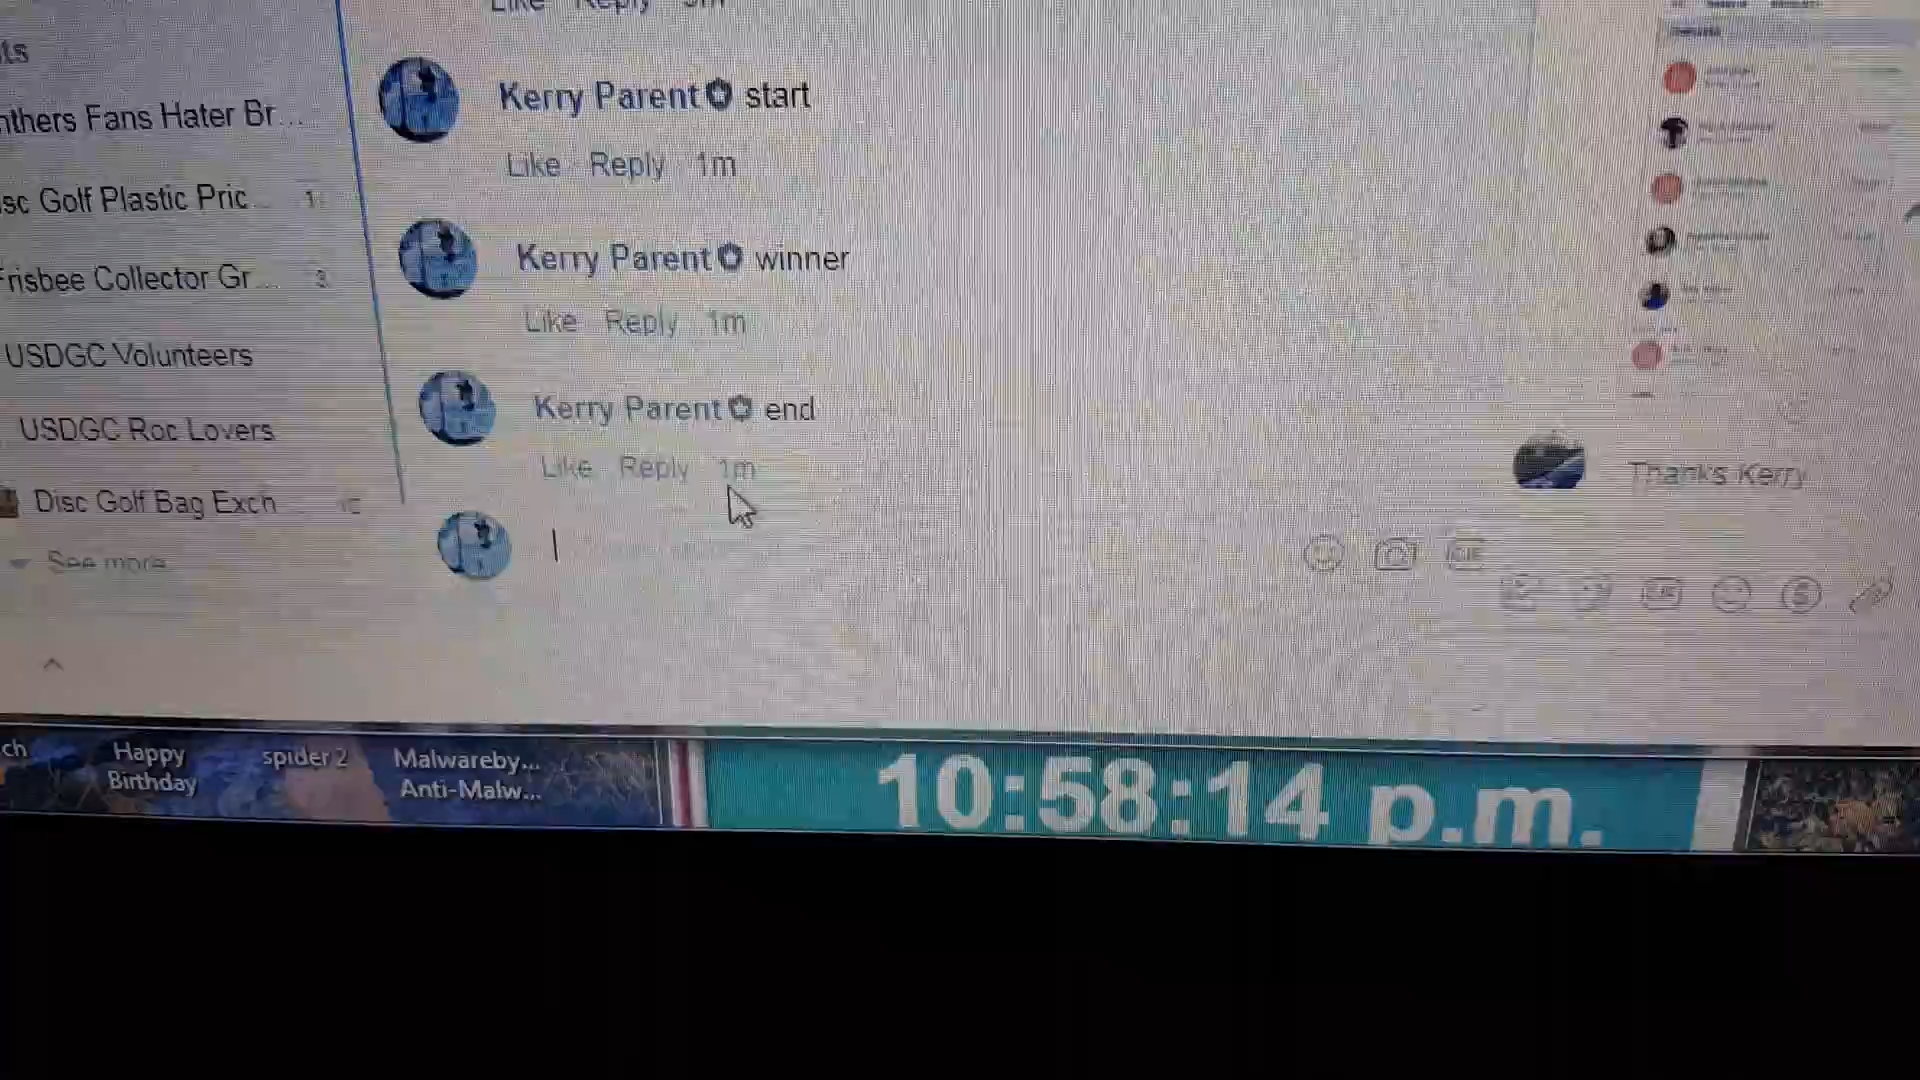 Like Reply
ts
Kerry Parent start
Like Reply 1m
nthers Fans Hater Br...
sc Golf Plastic Pric...
Kerry Parent winner
Like Reply 1m
Frisbee Collector Gr... 3
USDGC Volunteers
Kerry Parent end
Like Reply 1m
USDGC Roc Lovers
Disc Golf Bag Exch
See more
Thanks Kerry
ch
Happy
Birthday
spider 2
Malwareby...
Anti-Malw...
10:58:14 p.m.